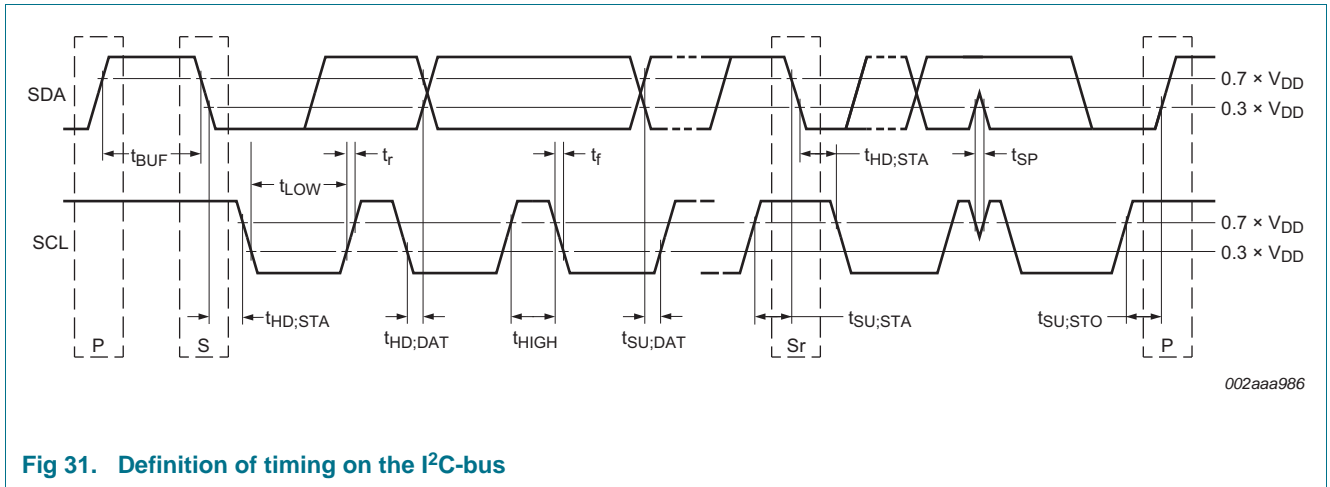 SDA
0.7 × VDD
0.3 × VDD
tBUF
tr
tf
tHD;STA
tSP
tLOW
SCL
0.7 × VDD
0.3 × VDD
tHD;STA
tHD;DAT
tHIGH
tSU;DAT
tSU;STA
tSU;STO
P
S
Sr
P
002aaa986
Fig 31. Definition of timing on the I²C-bus